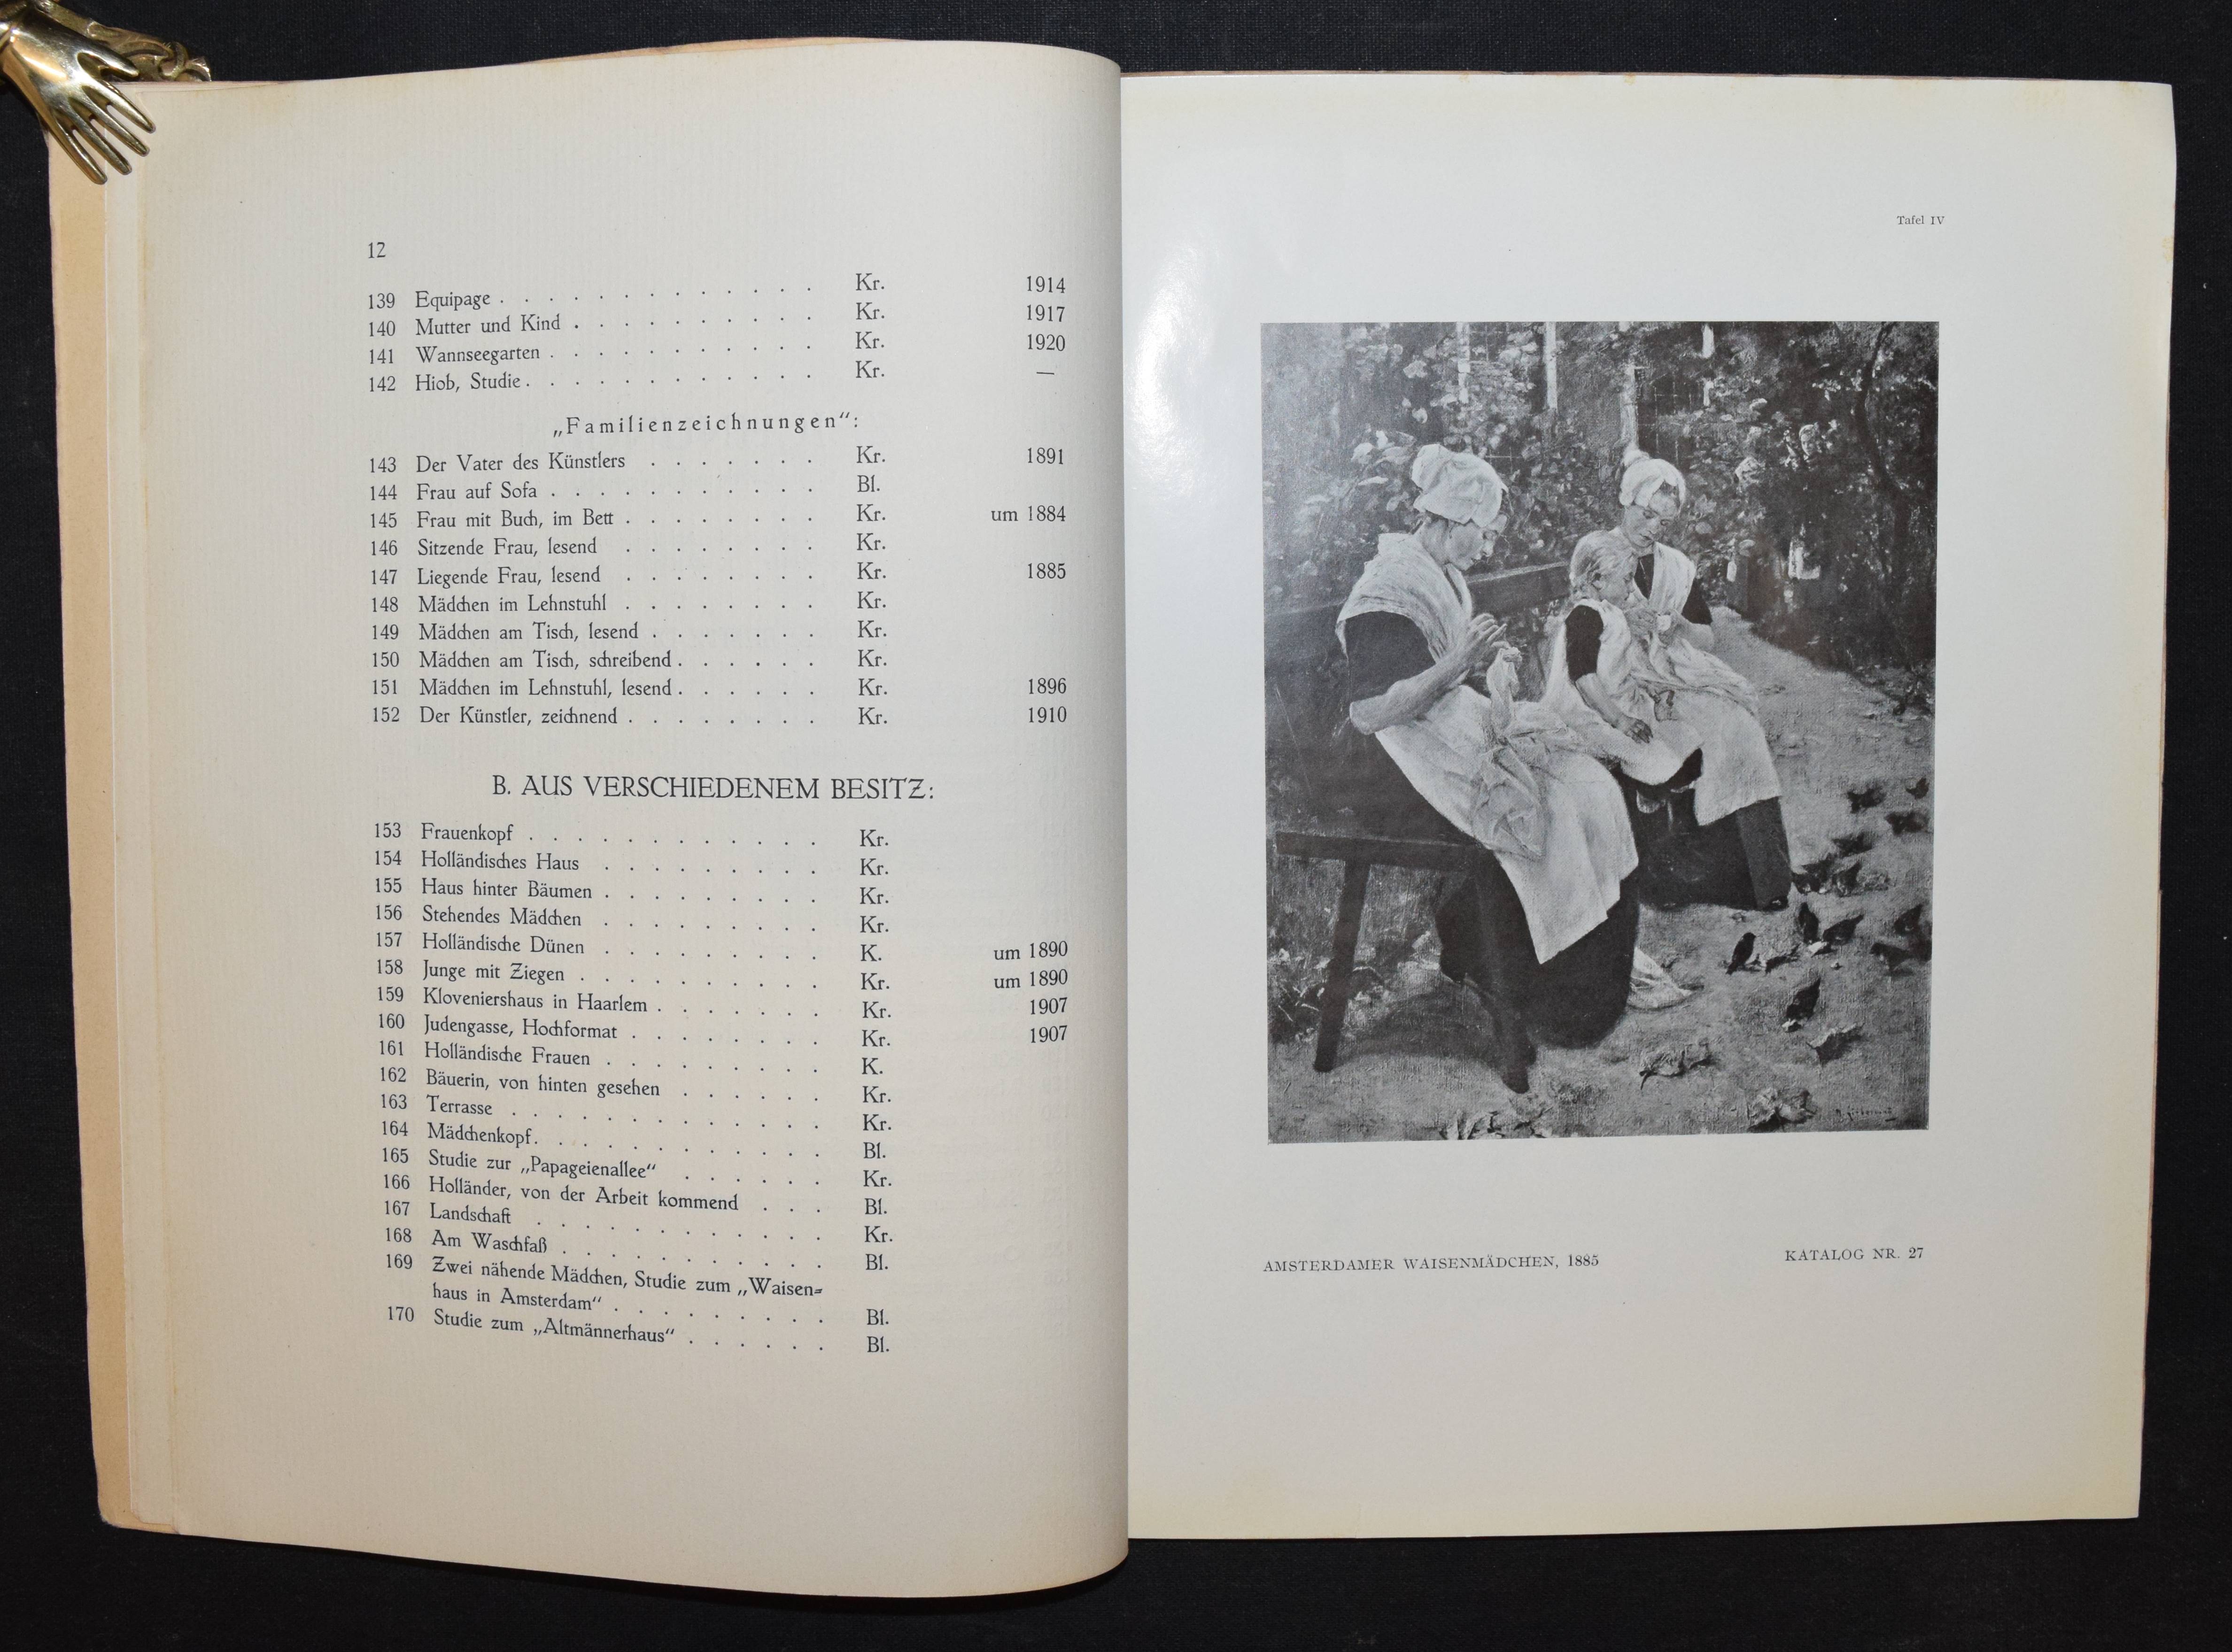 12
139 Equipage . . . . . . . . . . . . . Kr. 1914
140 Mutter und Kind . . . . . . . . . . Kr. 1917
141 Wannseegarten . . . . . . . . . . . Kr. 1920
142 Hiob, Studie . . . . . . . . . . . . Kr. —
„Familienzeichnungen“:
143 Der Vater des Künstlers . . . . . . . Kr. 1891
144 Frau auf Sofa . . . . . . . . . . . Bl.
145 Frau mit Buch, im Bett . . . . . . . . Kr. um 1884
146 Sitzende Frau, lesend . . . . . . . . Kr.
147 Liegende Frau, lesend . . . . . . . . Kr. 1885
148 Mädchen im Lehnstuhl . . . . . . . . Kr.
149 Mädchen am Tisch, lesend . . . . . . . Kr.
150 Mädchen am Tisch, schreibend . . . . . . Kr.
151 Mädchen im Lehnstuhl, lesend . . . . . . Kr. 1896
152 Der Künstler, zeichnend . . . . . . . . Kr. 1910
B. AUS VERSCHIEDENEM BESITZ:
153 Frauenkopf . . . . . . . . . . . . Kr.
154 Holländisches Haus . . . . . . . . . Kr.
155 Haus hinter Bäumen . . . . . . . . . Kr.
156 Stehendes Mädchen . . . . . . . . . Kr.
157 Holländische Dünen . . . . . . . . . K. um 1890
158 Junge mit Ziegen . . . . . . . . . . Kr. um 1890
159 Kloveniershaus in Haarlem . . . . . . . Kr. 1907
160 Judengasse, Hochformat . . . . . . . . Kr. 1907
161 Holländische Frauen . . . . . . . . . K.
162 Bäuerin, von hinten gesehen . . . . . . Kr.
163 Terrasse . . . . . . . . . . . . . Kr.
164 Mädchenkopf . . . . . . . . . . . . Bl.
165 Studie zur „Papageienallee“ . . . . . . Kr.
166 Holländer, von der Arbeit kommend . . . Bl.
167 Landschaft . . . . . . . . . . . . Kr.
168 Am Waschfaß . . . . . . . . . . . Bl.
169 Zwei nähende Mädchen, Studie zum „Waisen-
haus in Amsterdam“ . . . . . . . . . Bl.
170 Studie zum „Altmännerhaus“ . . . . . . Bl.
Tafel IV
AMSTERDAMER WAISENMÄDCHEN, 1885 KATALOG NR. 27